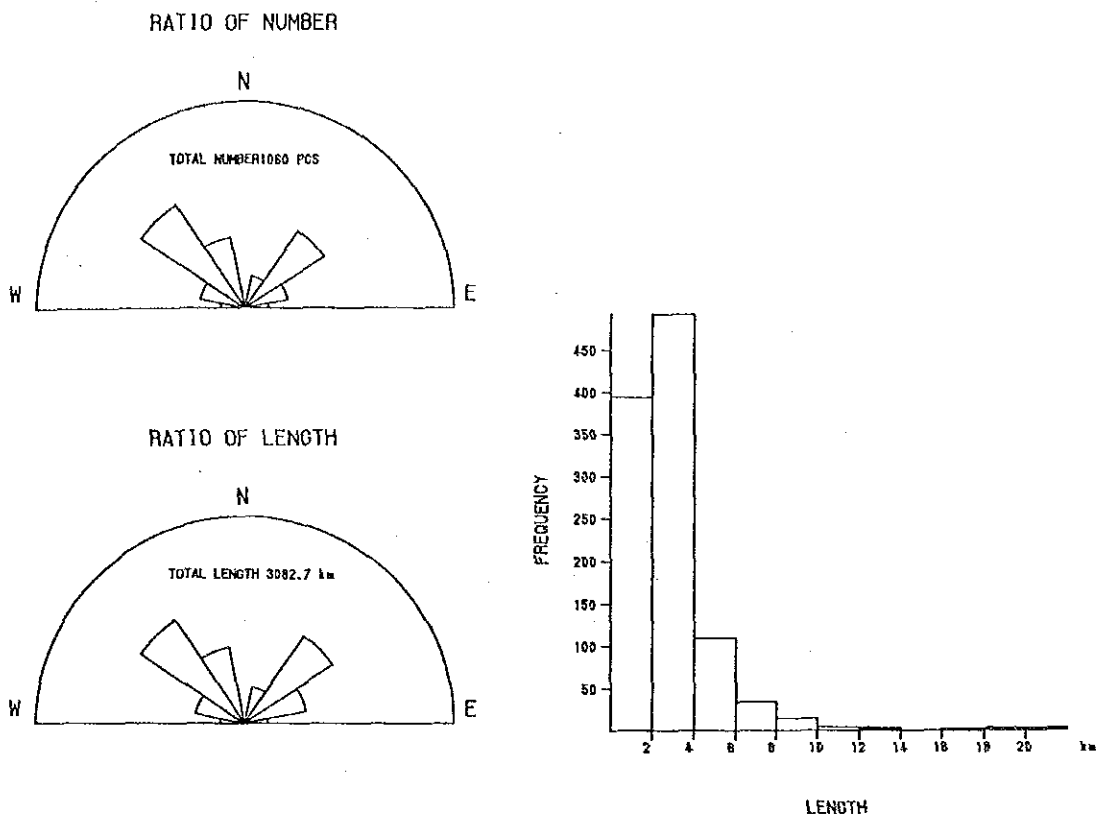 RATIO OF NUMBER
N
TOTAL NUMBER1060 PCS
W
E
RATIO OF LENGTH
N
TOTAL LENGTH 3082.7 km
W
E
FREQUENCY
450
400
350
300
250
200
150
100
50
2 4 6 8 10 12 14 16 18 20 km
LENGTH